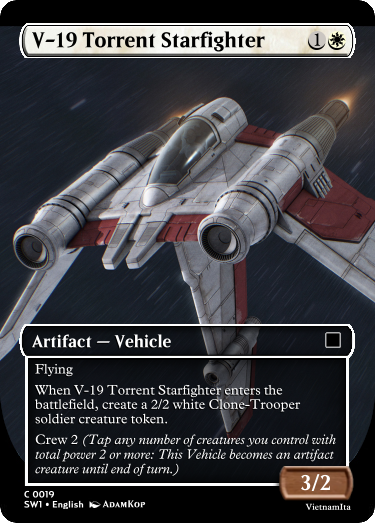 V-19 Torrent Starfighter 1
Artifact — Vehicle
Flying
When V-19 Torrent Starfighter enters the
battlefield, create a 2/2 white Clone-Trooper
soldier creature token.
Crew 2 (Tap any number of creatures you control with
total power 2 or more: This Vehicle becomes an artifact
creature until end of turn.)
3/2
C 0019
SW1 • English AdamKop
VietnamIta